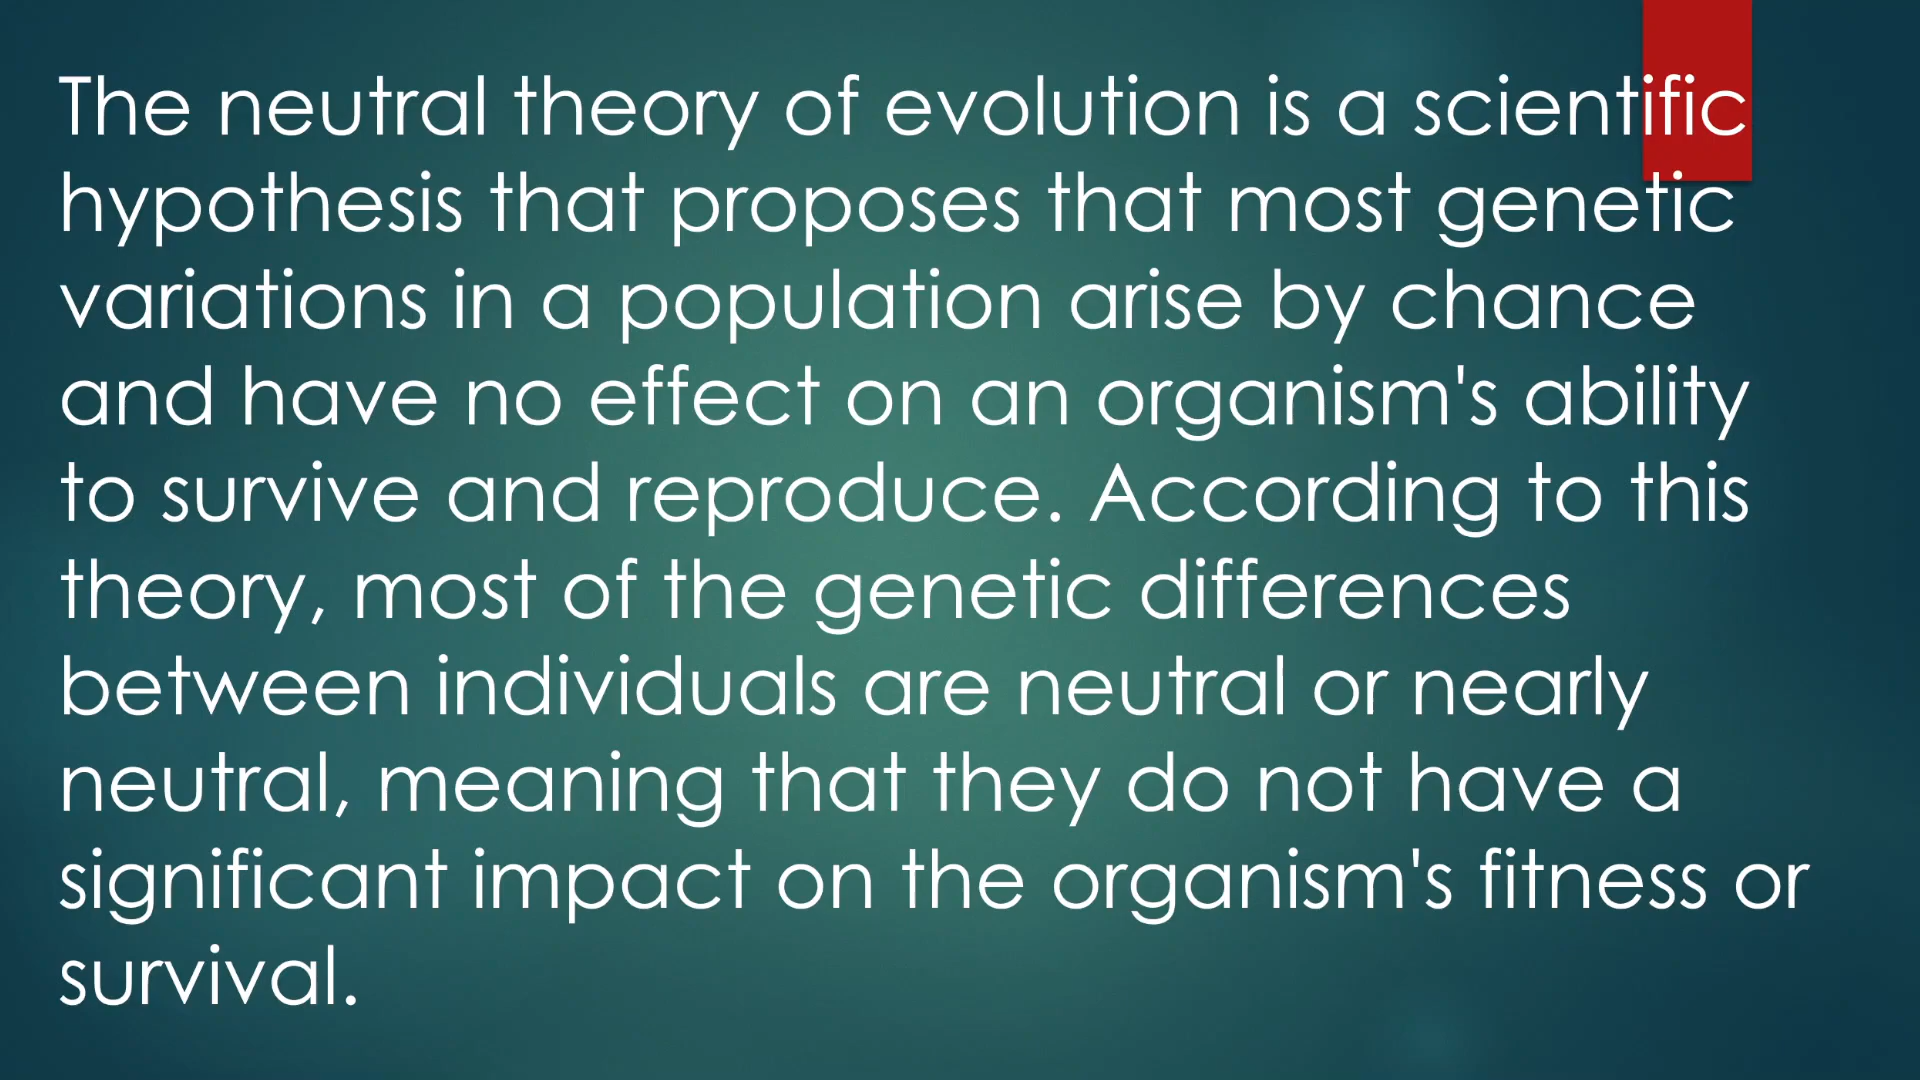 The neutral theory of evolution is a scientific
hypothesis that proposes that most genetic
variations in a population arise by chance
and have no effect on an organism's ability
to survive and reproduce. According to this
theory, most of the genetic differences
between individuals are neutral or nearly
neutral, meaning that they do not have a
significant impact on the organism's fitness or
survival.